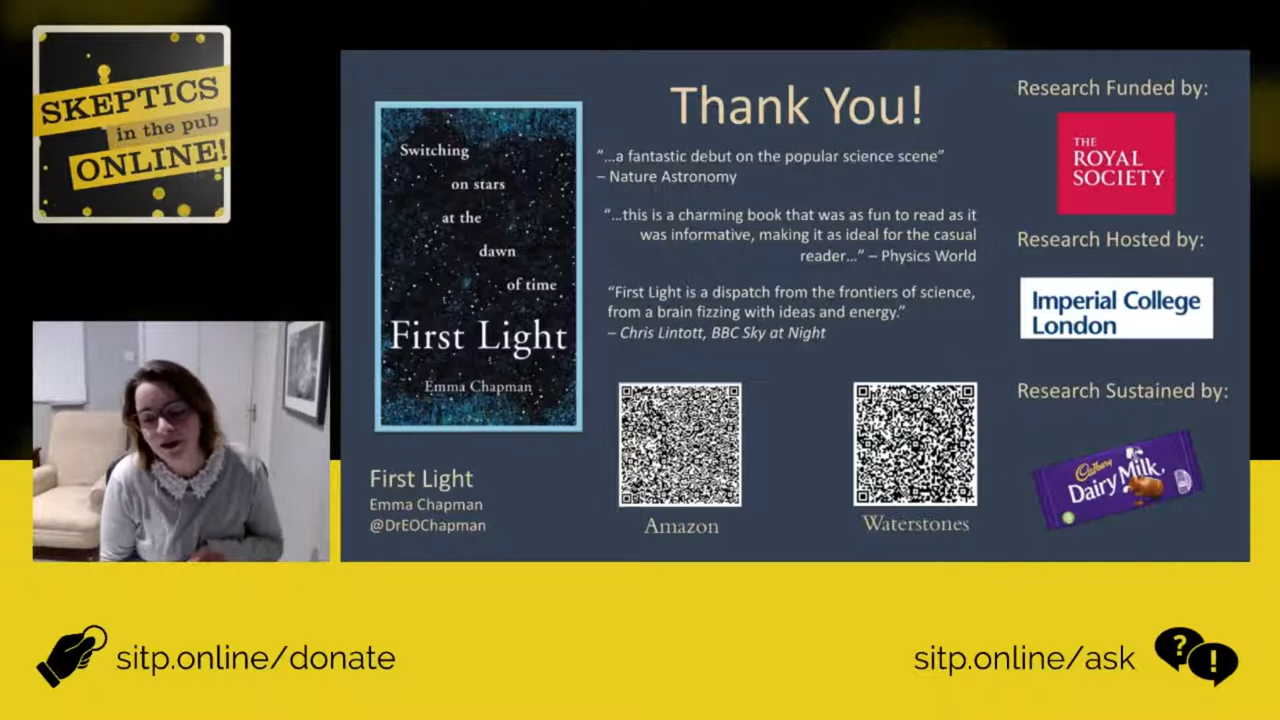 SKEPTICS
in the pub
ONLINE!
Switching
on stars
at the
dawn
of time
First Light
Emma Chapman
First Light
Emma Chapman
@DrEOChapman
Thank You!
"...a fantastic debut on the popular science scene"
– Nature Astronomy
"...this is a charming book that was as fun to read as it
was informative, making it as ideal for the casual
reader..." – Physics World
"First Light is a dispatch from the frontiers of science,
from a brain fizzing with ideas and energy."
– Chris Lintott, BBC Sky at Night
Amazon
Waterstones
Research Funded by:
THE
ROYAL
SOCIETY
Research Hosted by:
Imperial College
London
Research Sustained by:
Cadbury
Dairy Milk
sitp.online/donate
sitp.online/ask
?
!